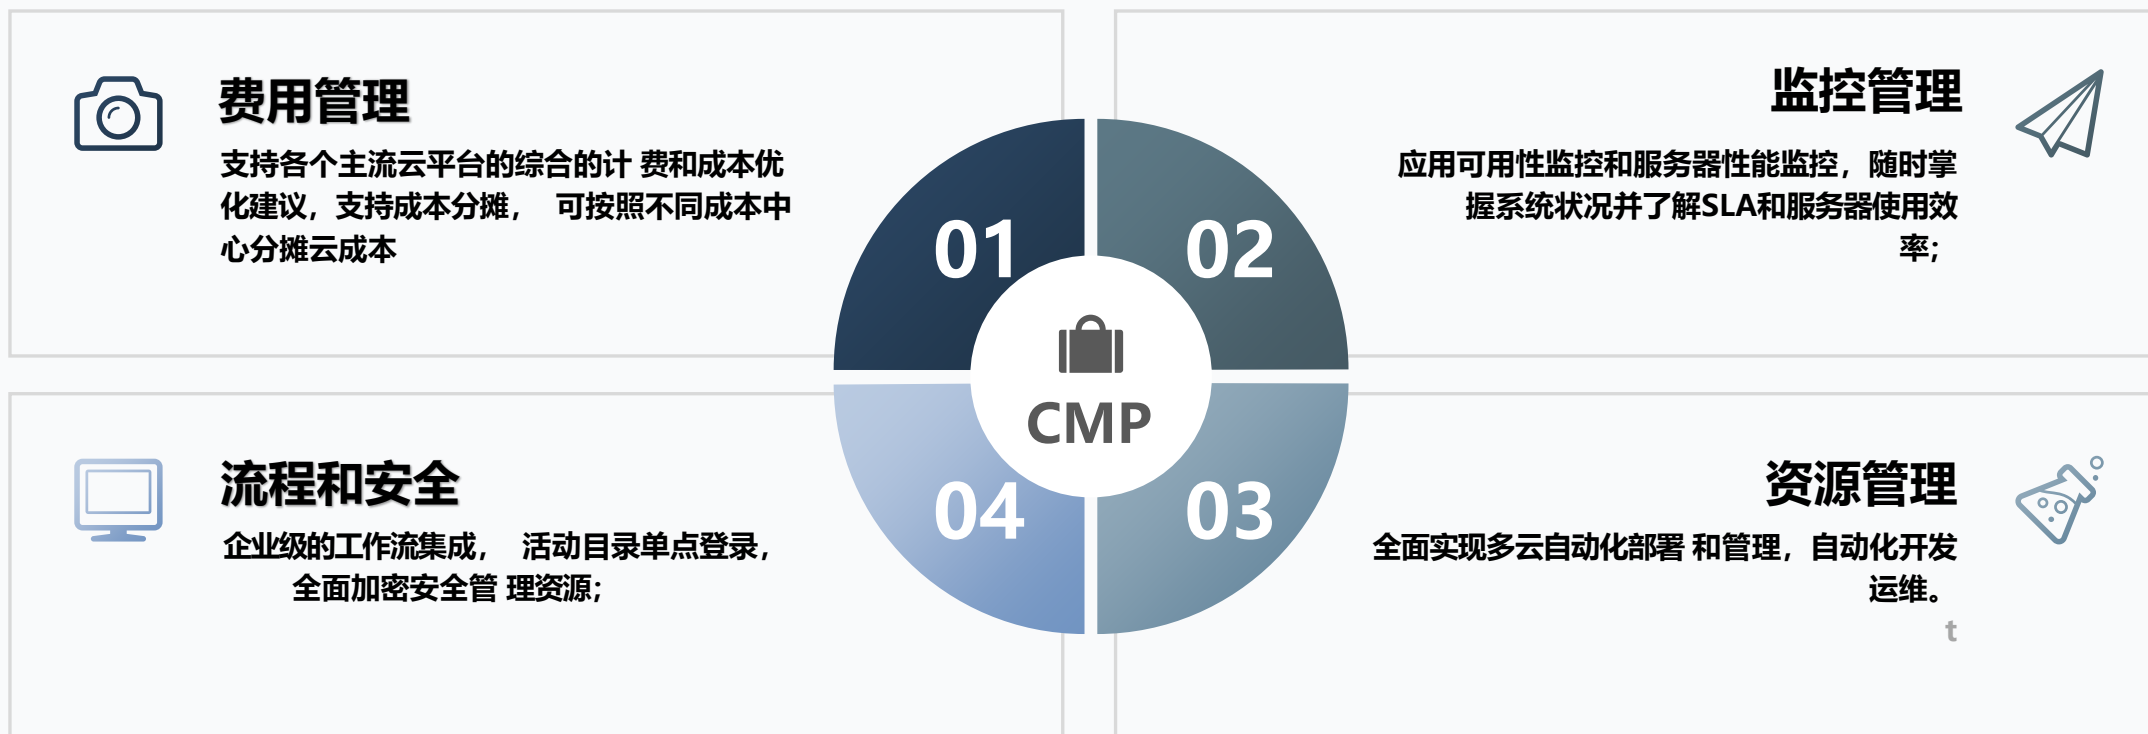 费用管理
支持各个主流云平台的综合的计 费和成本优
化建议，支持成本分摊， 可按照不同成本中
心分摊云成本
01
监控管理
应用可用性监控和服务器性能监控，随时掌
握系统状况并了解SLA和服务器使用效
率；
02
CMP
流程和安全
企业级的工作流集成， 活动目录单点登录，
全面加密安全管 理资源；
04
资源管理
全面实现多云自动化部署 和管理，自动化开发
运维。
t
03